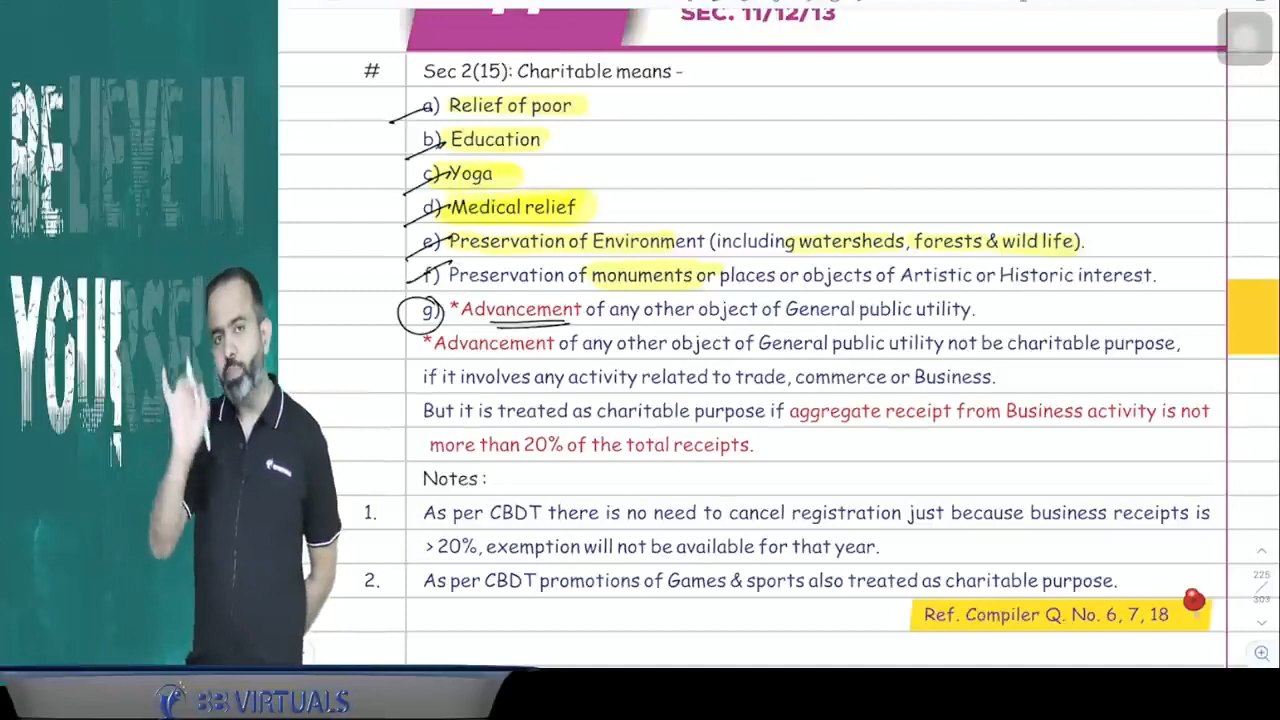 SEC. 11/12/13
BELIEVE IN
YOURSELF
!
# Sec 2(15): Charitable means -
a) Relief of poor
b) Education
c) Yoga
d) Medical relief
e) Preservation of Environment (including watersheds, forests & wild life).
f) Preservation of monuments or places or objects of Artistic or Historic interest.
g) *Advancement of any other object of General public utility.
*Advancement of any other object of General public utility not be charitable purpose,
if it involves any activity related to trade, commerce or Business.
But it is treated as charitable purpose if aggregate receipt from Business activity is not
more than 20% of the total receipts.
Notes :
1. As per CBDT there is no need to cancel registration just because business receipts is
> 20%, exemption will not be available for that year.
2. As per CBDT promotions of Games & sports also treated as charitable purpose.
225
/
303
Ref. Compiler Q. No. 6, 7, 18
BB VIRTUALS